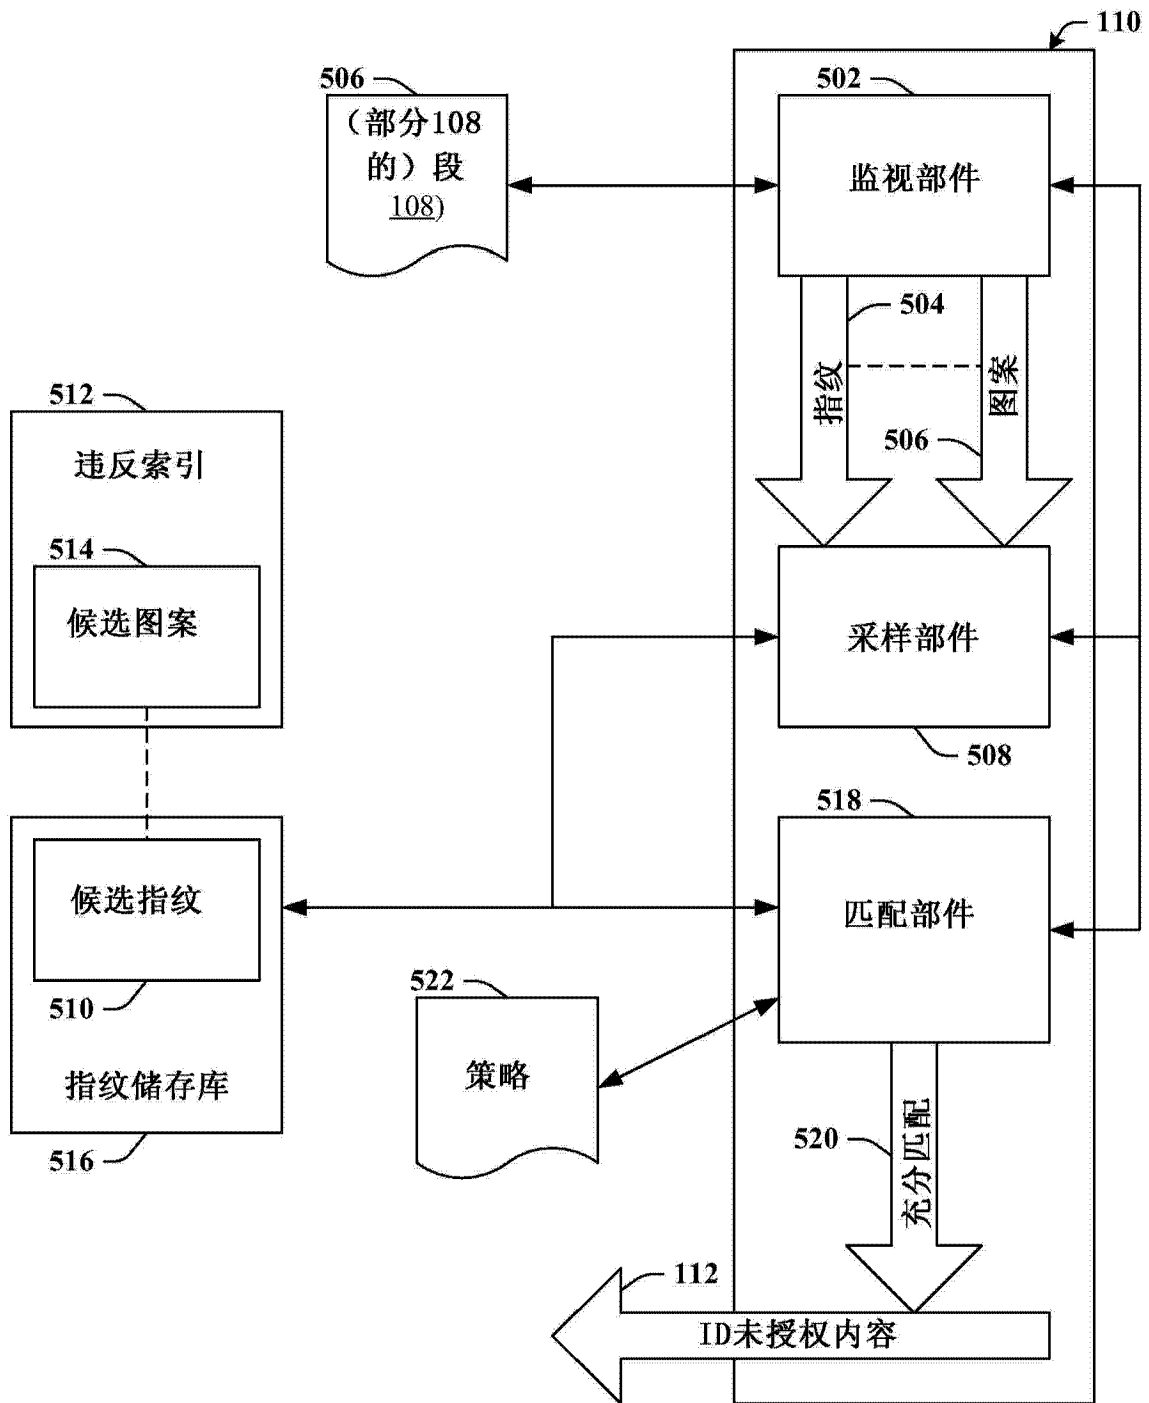 110
506
502
（部分108
的）段
108)
监视部件
504
指纹
图案
506
512
违反索引
514
候选图案
采样部件
508
518
候选指纹
匹配部件
510
522
指纹储存库
策略
516
520
充分匹配
112
ID未授权内容